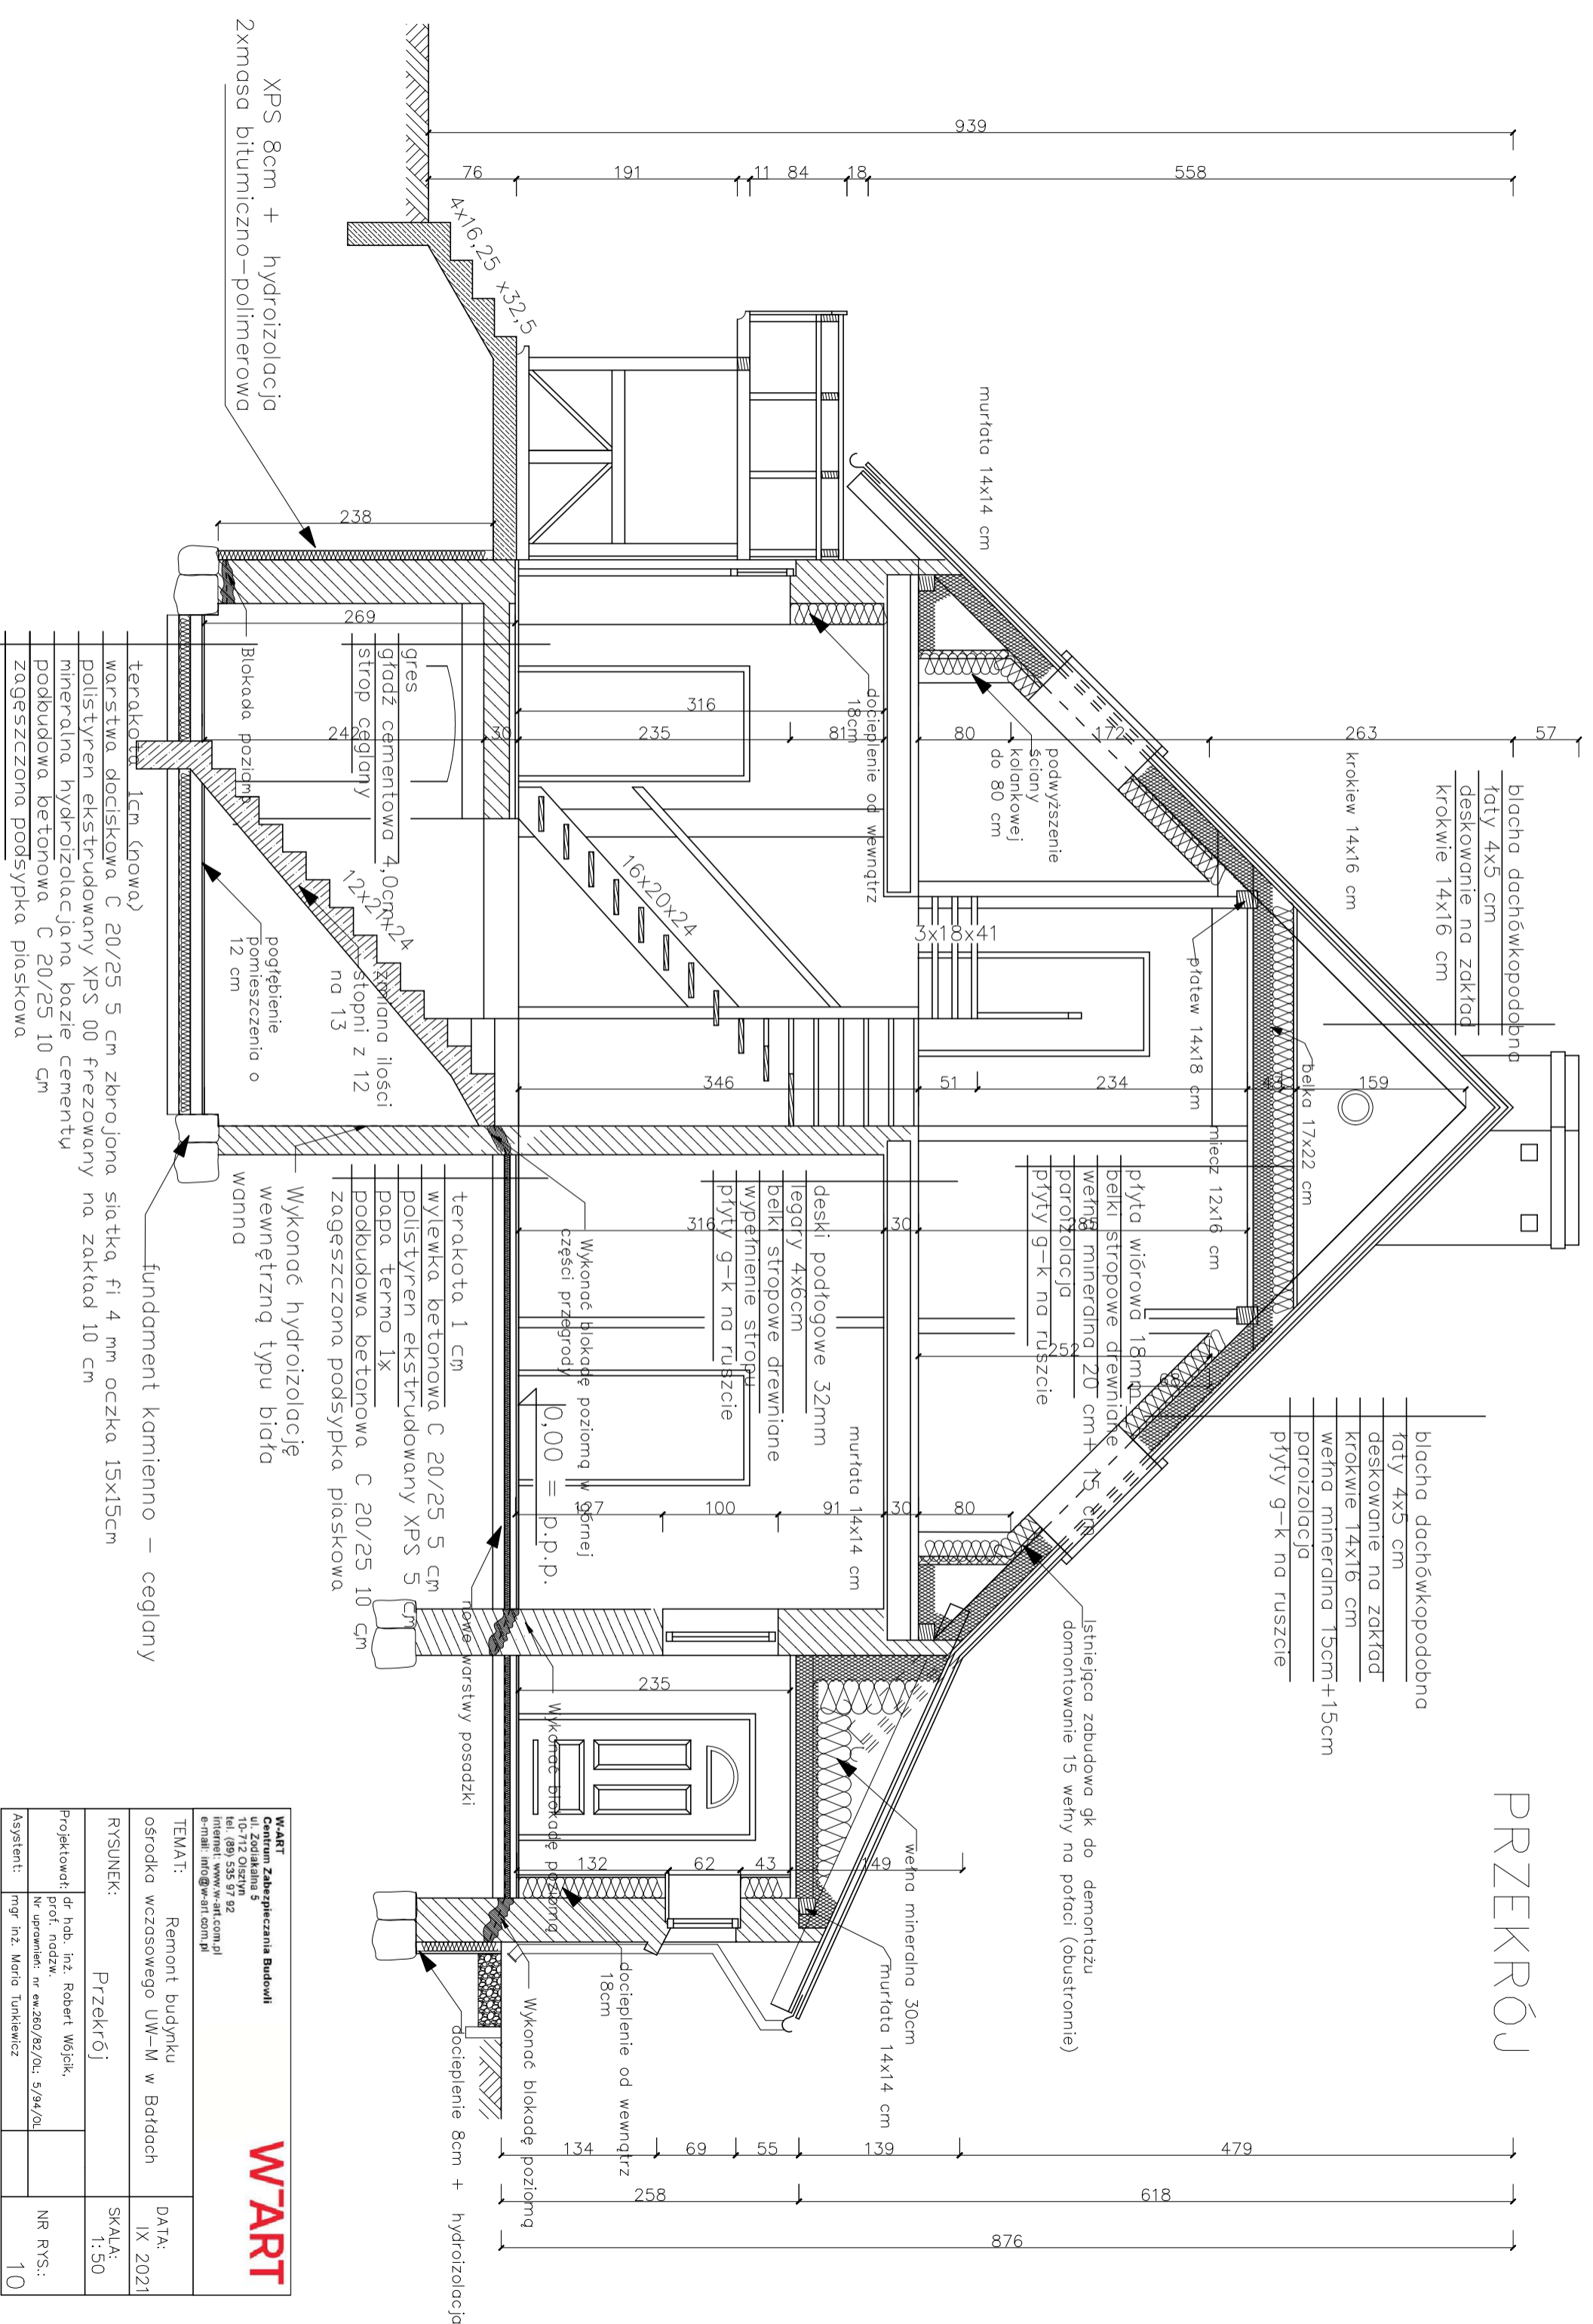 PRZEKRÓJ
blacha dachówkopodobna
łaty 4x5 cm
deskowanie na zakład
krokwie 14x16 cm
krokiew 14x16 cm
blacha dachówkopodobna
łaty 4x5 cm
deskowanie na zakład
krokwie 14x16 cm
wełna mineralna 15cm+15cm
paroizolacja
płyty g-k na ruszcie
939
76
191
11
84
18
558
57
263
172
80
81
235
30
242
murłata 14x14 cm
podwyższenie
ściany
kolankowej
do 80 cm
docieplenie od wewnątrz
18cm
płatew 14x18 cm
belka 17x22 cm
miecz 12x16 cm
159
234
51
346
316
3x18x41
16x20x24
4x16,25 x32,5
płyta wiórowa 18mm
belki stropowe drewniane
wełna mineralna 20 cm+ 15 cm
paroizolacja
płyty g-k na ruszcie
285
30
316
252
deski podłogowe 32mm
legary 4x6cm
belki stropowe drewniane
wypełnienie stropu
płyty g-k na ruszcie
murłata 14x14 cm
80
30
91
100
Istniejąca zabudowa gk do demontażu
domontowanie 15 wełny na połaci (obustronnie)
wełna mineralna 30cm
murłata 14x14 cm
149
43
62
132
235
docieplenie od wewnątrz
18cm
Wykonać blokadę poziomą
Wykonać blokadę poziomą
docieplenie 8cm + hydroizolacja
nowe warstwy posadzki
0,00 = p.p.p.
Wykonać blokadę poziomą w górnej
części przegrody
terakota 1 cm
wylewka betonowa C 20/25 5 cm
polistyren ekstrudowany XPS 5 cm
papa termo 1x
podbudowa betonowa C 20/25 10 cm
zagęszczona podsypka piaskowa
Wykonać hydroizolację
wewnętrzną typu biała
wanna
fundament kamienno - ceglany
gres
gładź cementowa 4,0cm
strop ceglany
269
238
Blokada pozioma
12x21x24
zmiana ilości
stopni z 12
na 13
pogłębienie
pomieszczenia o
12 cm
XPS 8cm + hydroizolacja
2xmasa bitumiczno-polimerowa
terakota 1cm (nowa)
warstwa dociskowa C 20/25 5 cm zbrojona siatką fi 4 mm oczka 15x15cm
polistyren ekstrudowany XPS 00 frezowany na zakład 10 cm
mineralna hydroizolacjana bazie cementu
podbudowa betonowa C 20/25 10 cm
zagęszczona podsypka piaskowa
134
69
55
139
479
258
618
876
W-ART
Centrum Zabezpieczania Budowli
ul. Zodiakalna 5
10-712 Olsztyn
tel. (89) 535 97 92
internet: www.w-art.com.pl
e-mail: info@w-art.com.pl
W-ART
TEMAT: Remont budynku
ośrodka wczasowego UW-M w Bałdach
DATA:
IX 2021
RYSUNEK: Przekrój
SKALA:
1:50
Projektował: dr hab. inż. Robert Wójcik,
prof. nadzw.
Nr uprawnień: nr ew.260/82/OL; 5/94/OL
Asystent: mgr inż. Maria Tunkiewicz
NR RYS.:
10